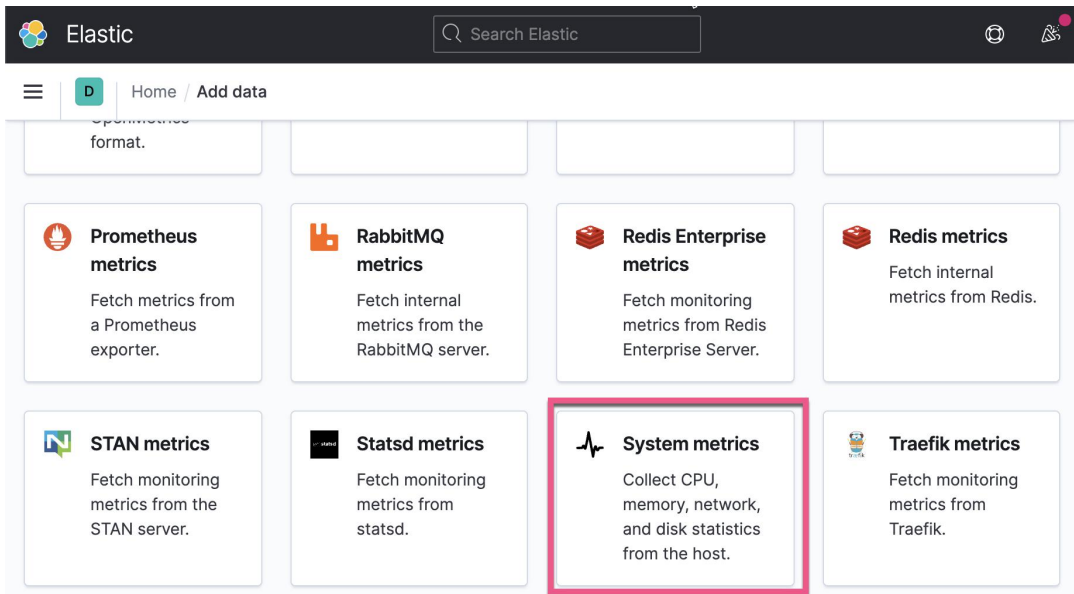 Elastic
Search Elastic
D
Home / Add data
format.
Prometheus
metrics
Fetch metrics from
a Prometheus
exporter.
RabbitMQ
metrics
Fetch internal
metrics from the
RabbitMQ server.
Redis Enterprise
metrics
Fetch monitoring
metrics from Redis
Enterprise Server.
Redis metrics
Fetch internal
metrics from Redis.
STAN metrics
Fetch monitoring
metrics from the
STAN server.
statsd
Statsd metrics
Fetch monitoring
metrics from
statsd.
System metrics
Collect CPU,
memory, network,
and disk statistics
from the host.
Traefik metrics
Fetch monitoring
metrics from
Traefik.